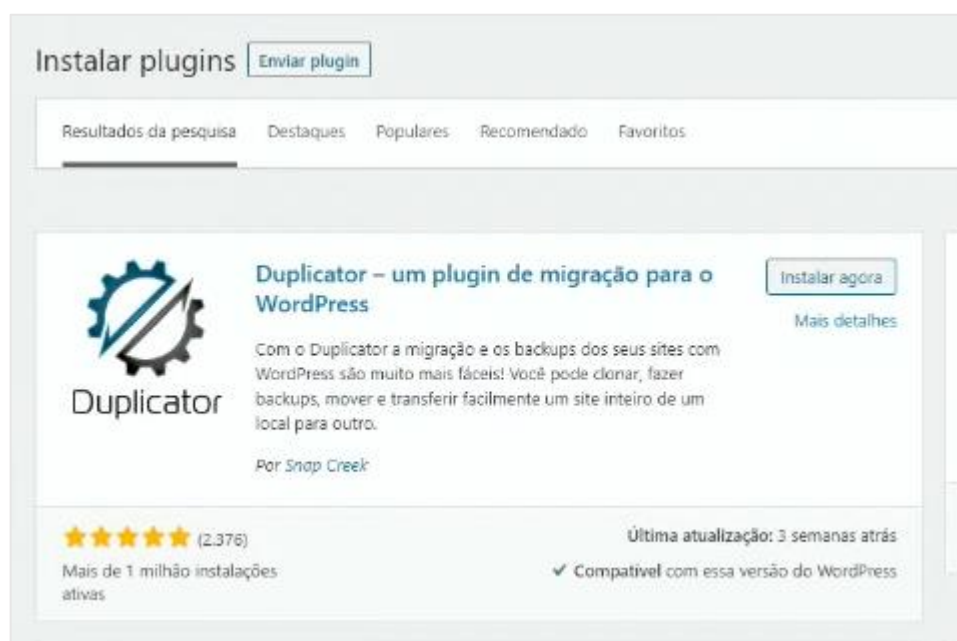 Instalar plugins Enviar plugin
Resultados da pesquisa Destaques Populares Recomendado Favoritos
Duplicator
Duplicator – um plugin de migração para o
WordPress
Com o Duplicator a migração e os backups dos seus sites com
WordPress são muito mais fáceis! Você pode clonar, fazer
backups, mover e transferir facilmente um site inteiro de um
local para outro.
Por Snap Creek
Instalar agora
Mais detalhes
(2.376)
Mais de 1 milhão instalações
ativas
Última atualização: 3 semanas atrás
✔ Compatível com essa versão do WordPress